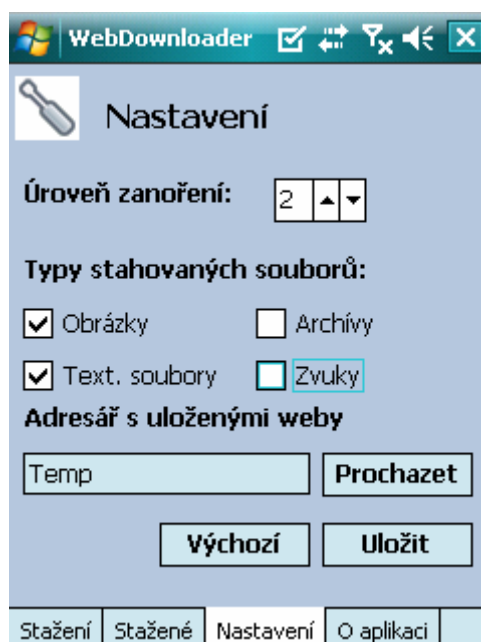 WebDownloader
Nastavení
Úroveň zanoření: 2
Typy stahovaných souborů:
Obrázky Archívy
Text. soubory Zvuky
Adresář s uloženými weby
Temp Prochazet
Výchozí Uložit
Stažení Stažené Nastavení O aplikaci